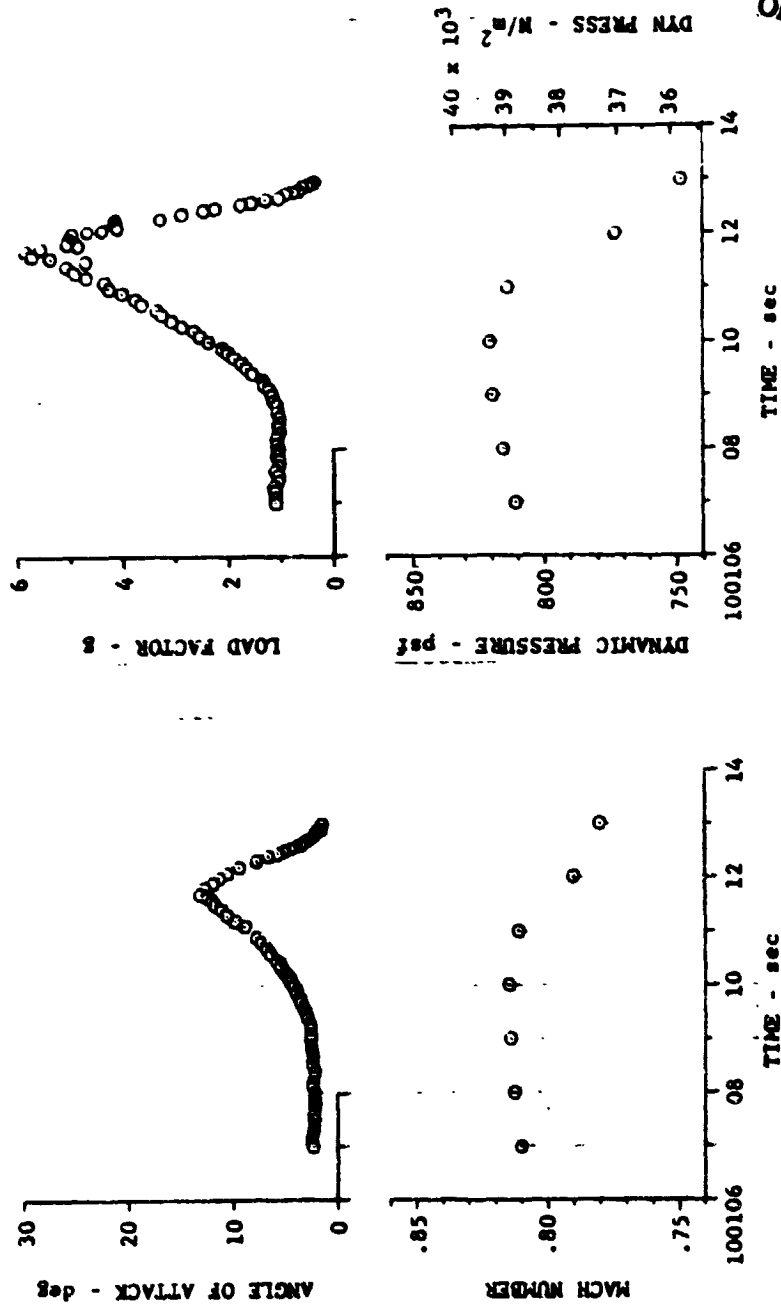 ANGLE OF ATTACK - deg
30
20
10
0
MACH NUMBER
.85
.80
.75
100106 08 10 12 14
TIME - sec
LOAD FACTOR - g
6
4
2
0
DYNAMIC PRESSURE - psf
850
800
750
100106 08 10 12 14
TIME - sec
40 x 10³
39
38
37
36
DYN PRESS - N/m²